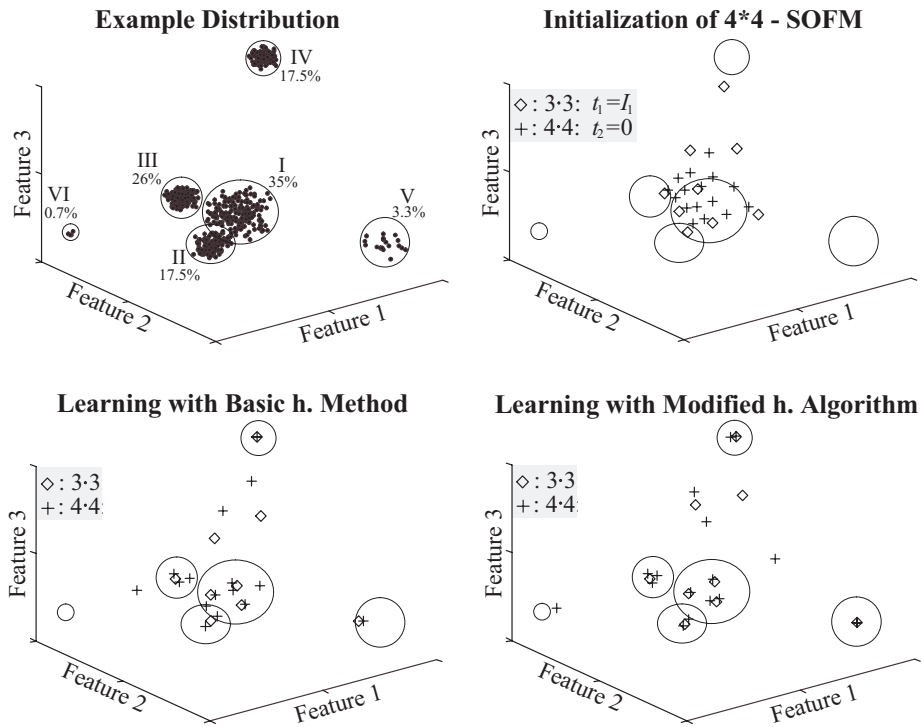 Example Distribution
IV
17.5%
III
26%
I
35%
VI
0.7%
V
3.3%
II
17.5%
Feature 3
Feature 2
Feature 1
Initialization of 4*4 - SOFM
◇ : 3·3: t₁=I₁
+ : 4·4: t₂=0
Feature 3
Feature 2
Feature 1
Learning with Basic h. Method
◇ : 3·3
+ : 4·4:
Feature 3
Feature 2
Feature 1
Learning with Modified h. Algorithm
◇ : 3·3
+ : 4·4:
Feature 3
Feature 2
Feature 1